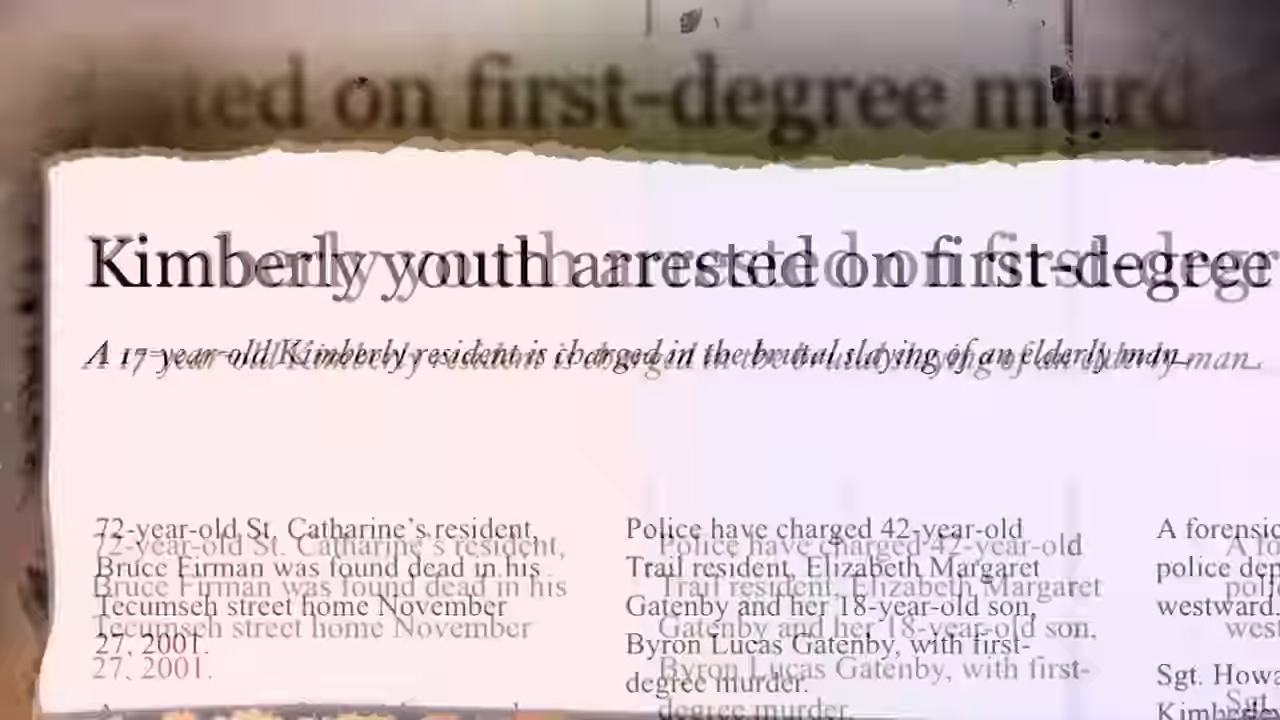 ted on first-degree murd
Kimberly youth arrested on first-degree
A 17-year-old Kimberly resident is charged in the brutal slaying of an elderly man.
72-year-old St. Catharine's resident,
Bruce Firman was found dead in his
Tecumseh street home November
27, 2001.
Police have charged 42-year-old
Trail resident, Elizabeth Margaret
Gatenby and her 18-year-old son,
Byron Lucas Gatenby, with first-
degree murder.
A forensic
police dep
westward.
Sgt. Howa
Kimberley